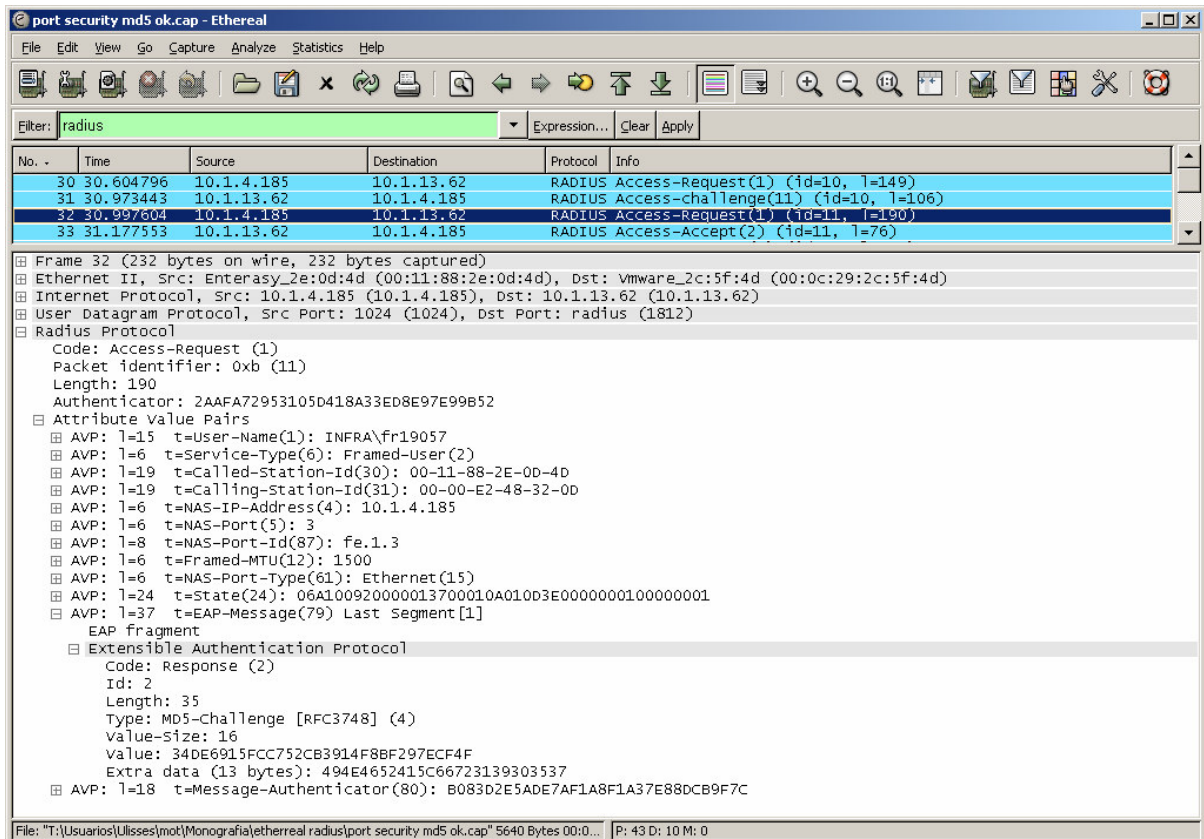 port security md5 ok.cap - Ethereal
File Edit View Go Capture Analyze Statistics Help
Filter: radius Expression... Clear Apply
No. - Time Source Destination Protocol Info
30 30.604796 10.1.4.185 10.1.13.62 RADIUS Access-Request(1) (id=10, l=149)
31 30.973443 10.1.13.62 10.1.4.185 RADIUS Access-challenge(11) (id=10, l=106)
32 30.997604 10.1.4.185 10.1.13.62 RADIUS Access-Request(1) (id=11, l=190)
33 31.177553 10.1.13.62 10.1.4.185 RADIUS Access-Accept(2) (id=11, l=76)
Frame 32 (232 bytes on wire, 232 bytes captured)
Ethernet II, Src: Enterasy_2e:0d:4d (00:11:88:2e:0d:4d), Dst: Vmware_2c:5f:4d (00:0c:29:2c:5f:4d)
Internet Protocol, Src: 10.1.4.185 (10.1.4.185), Dst: 10.1.13.62 (10.1.13.62)
User Datagram Protocol, Src Port: 1024 (1024), Dst Port: radius (1812)
Radius Protocol
Code: Access-Request (1)
Packet identifier: 0xb (11)
Length: 190
Authenticator: 2AAFA72953105D418A33ED8E97E99B52
Attribute Value Pairs
AVP: l=15 t=User-Name(1): INFRA\fr19057
AVP: l=6 t=Service-Type(6): Framed-User(2)
AVP: l=19 t=Called-Station-Id(30): 00-11-88-2E-0D-4D
AVP: l=19 t=Calling-Station-Id(31): 00-00-E2-48-32-0D
AVP: l=6 t=NAS-IP-Address(4): 10.1.4.185
AVP: l=6 t=NAS-Port(5): 3
AVP: l=8 t=NAS-Port-Id(87): fe.1.3
AVP: l=6 t=Framed-MTU(12): 1500
AVP: l=6 t=NAS-Port-Type(61): Ethernet(15)
AVP: l=24 t=State(24): 06A100920000013700010A010D3E0000000100000001
AVP: l=37 t=EAP-Message(79) Last Segment[1]
EAP fragment
Extensible Authentication Protocol
Code: Response (2)
Id: 2
Length: 35
Type: MD5-Challenge [RFC3748] (4)
Value-Size: 16
Value: 34DE6915FCC752CB3914F8BF297ECF4F
Extra data (13 bytes): 494E4652415C66723139303537
AVP: l=18 t=Message-Authenticator(80): B083D2E5ADE7AF1A8F1A37E88DCB9F7C
File: "T:\Usuarios\Ulisses\mot\Monografia\etherreal radius\port security md5 ok.cap" 5640 Bytes 00:0... P: 43 D: 10 M: 0